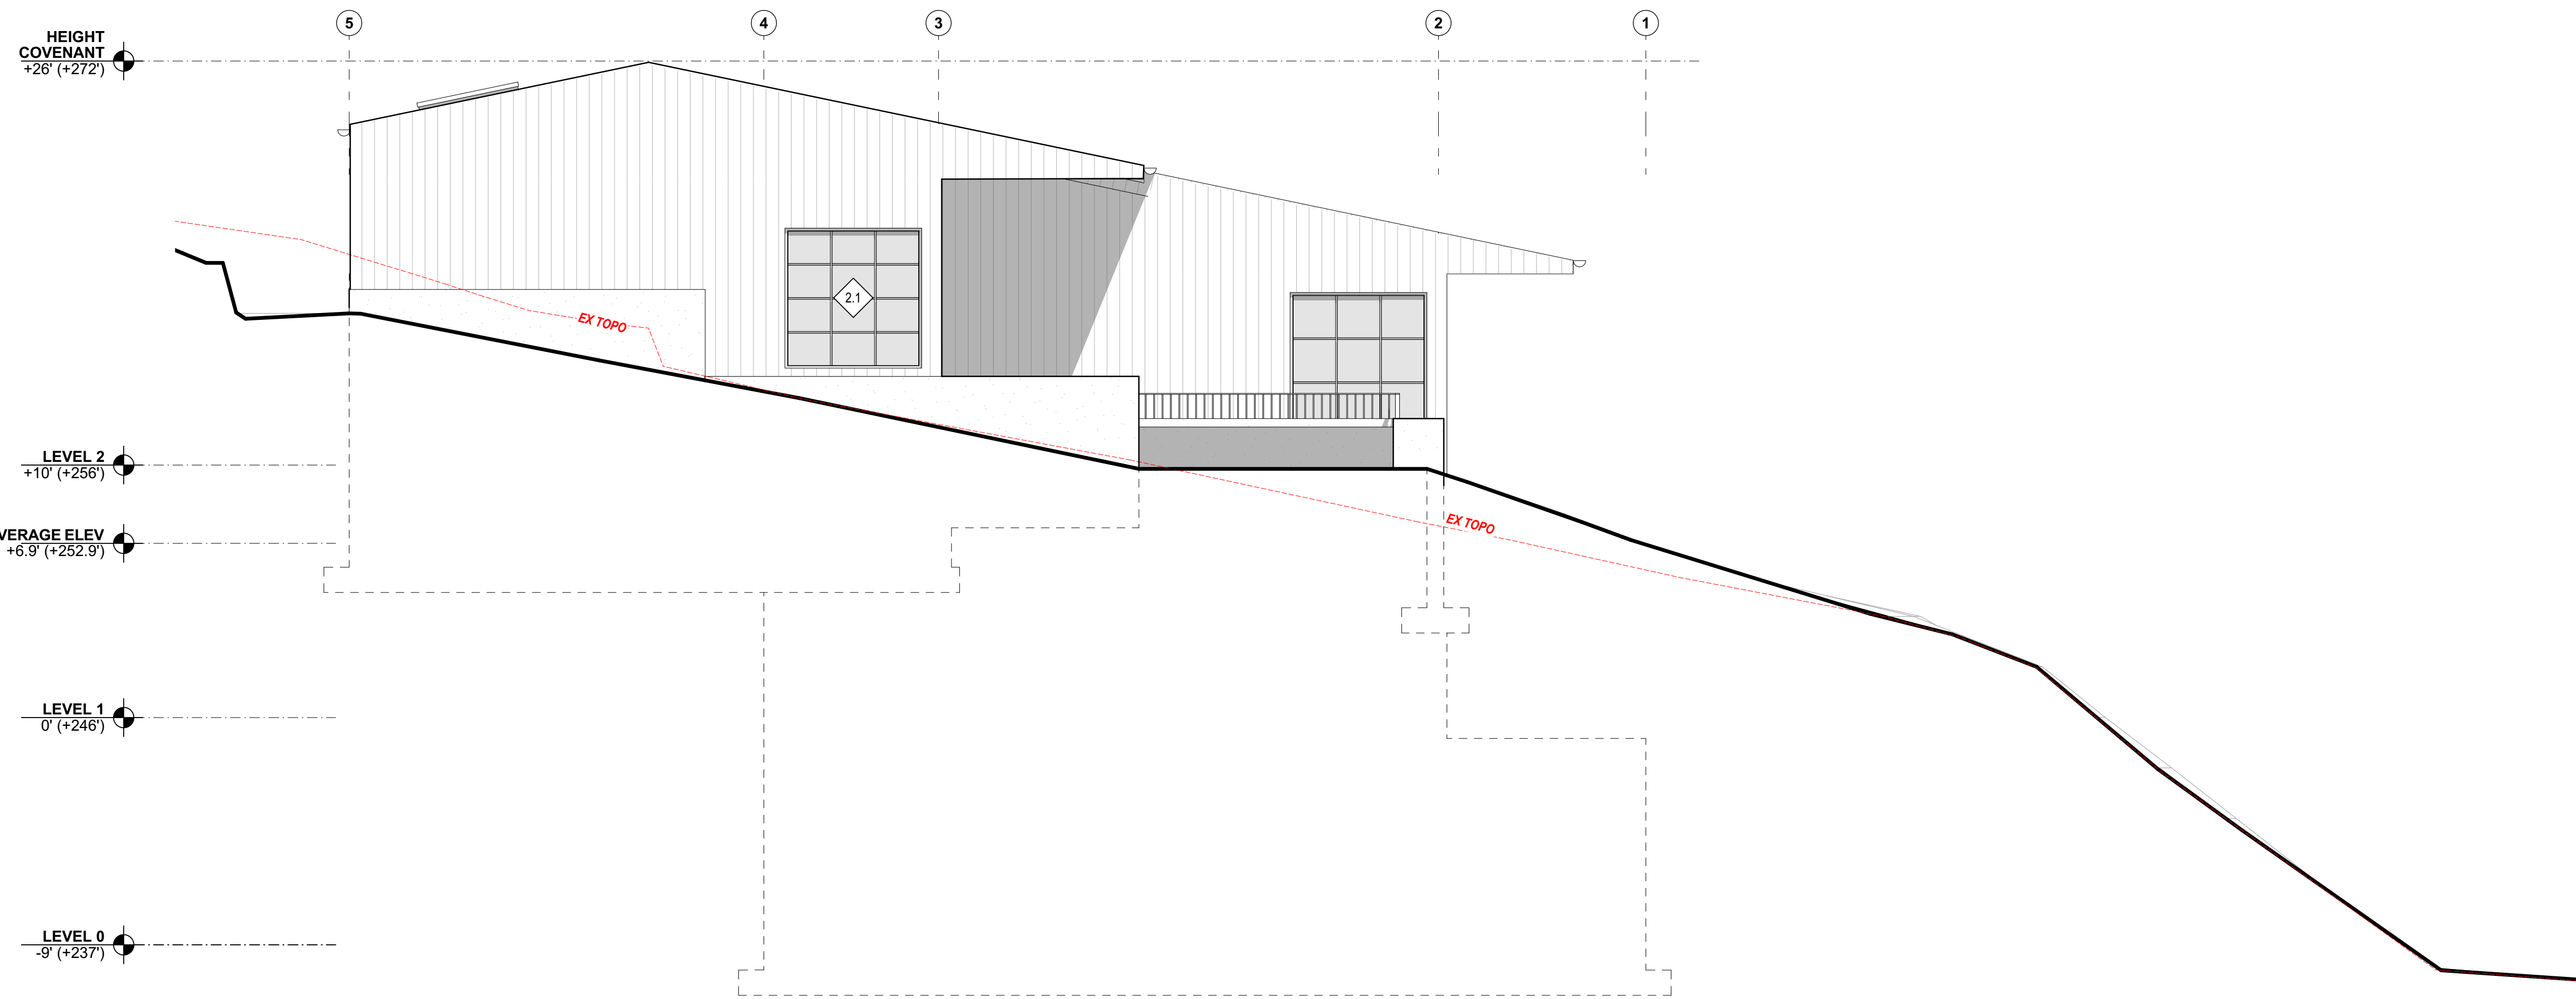 5
4
3
2
1
HEIGHT
COVENANT
+26' (+272')
2.1
EX TOPO
LEVEL 2
+10' (+256')
EX TOPO
VERAGE ELEV
+6.9' (+252.9')
LEVEL 1
0' (+246')
LEVEL 0
-9' (+237')